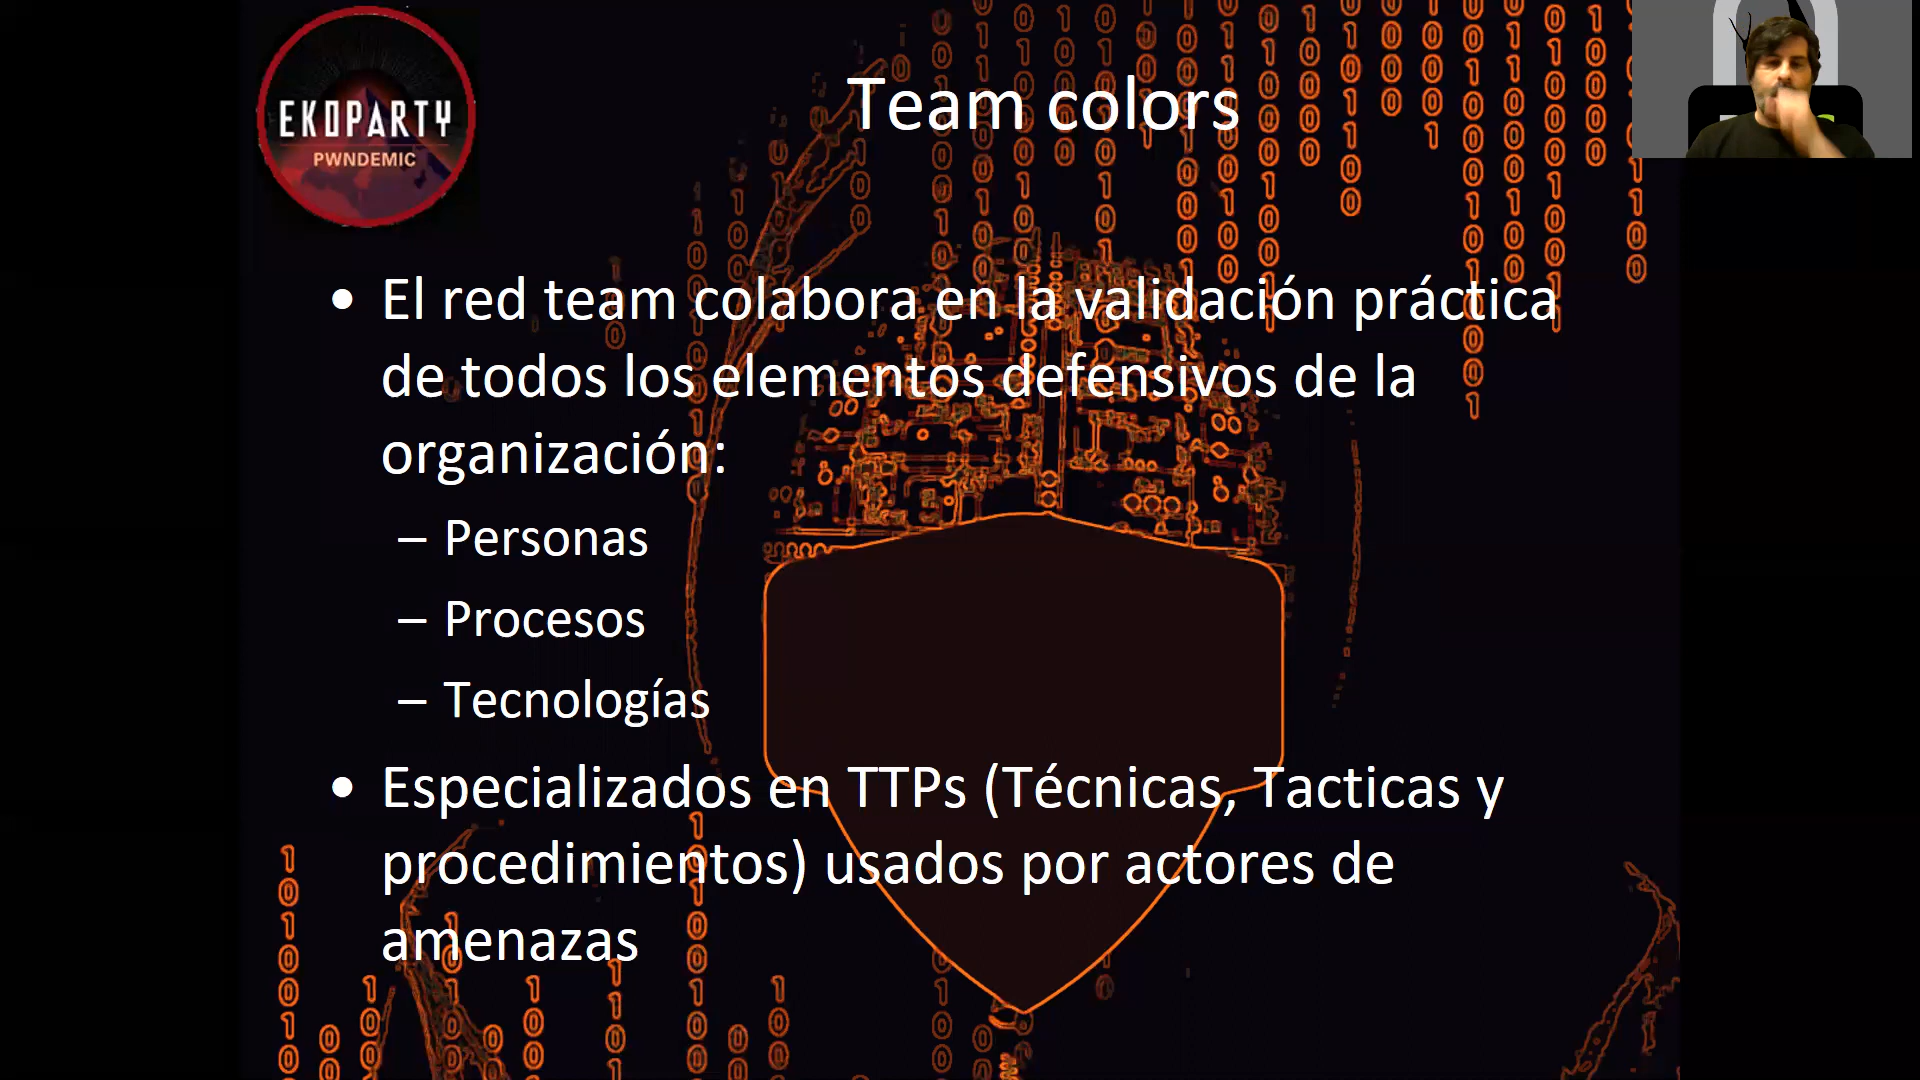 EKOPARTY
PWNDEMIC
Team colors
• El red team colabora en la validación práctica
de todos los elementos defensivos de la
organización:
– Personas
– Procesos
– Tecnologías
• Especializados en TTPs (Técnicas, Tacticas y
procedimientos) usados por actores de
amenazas